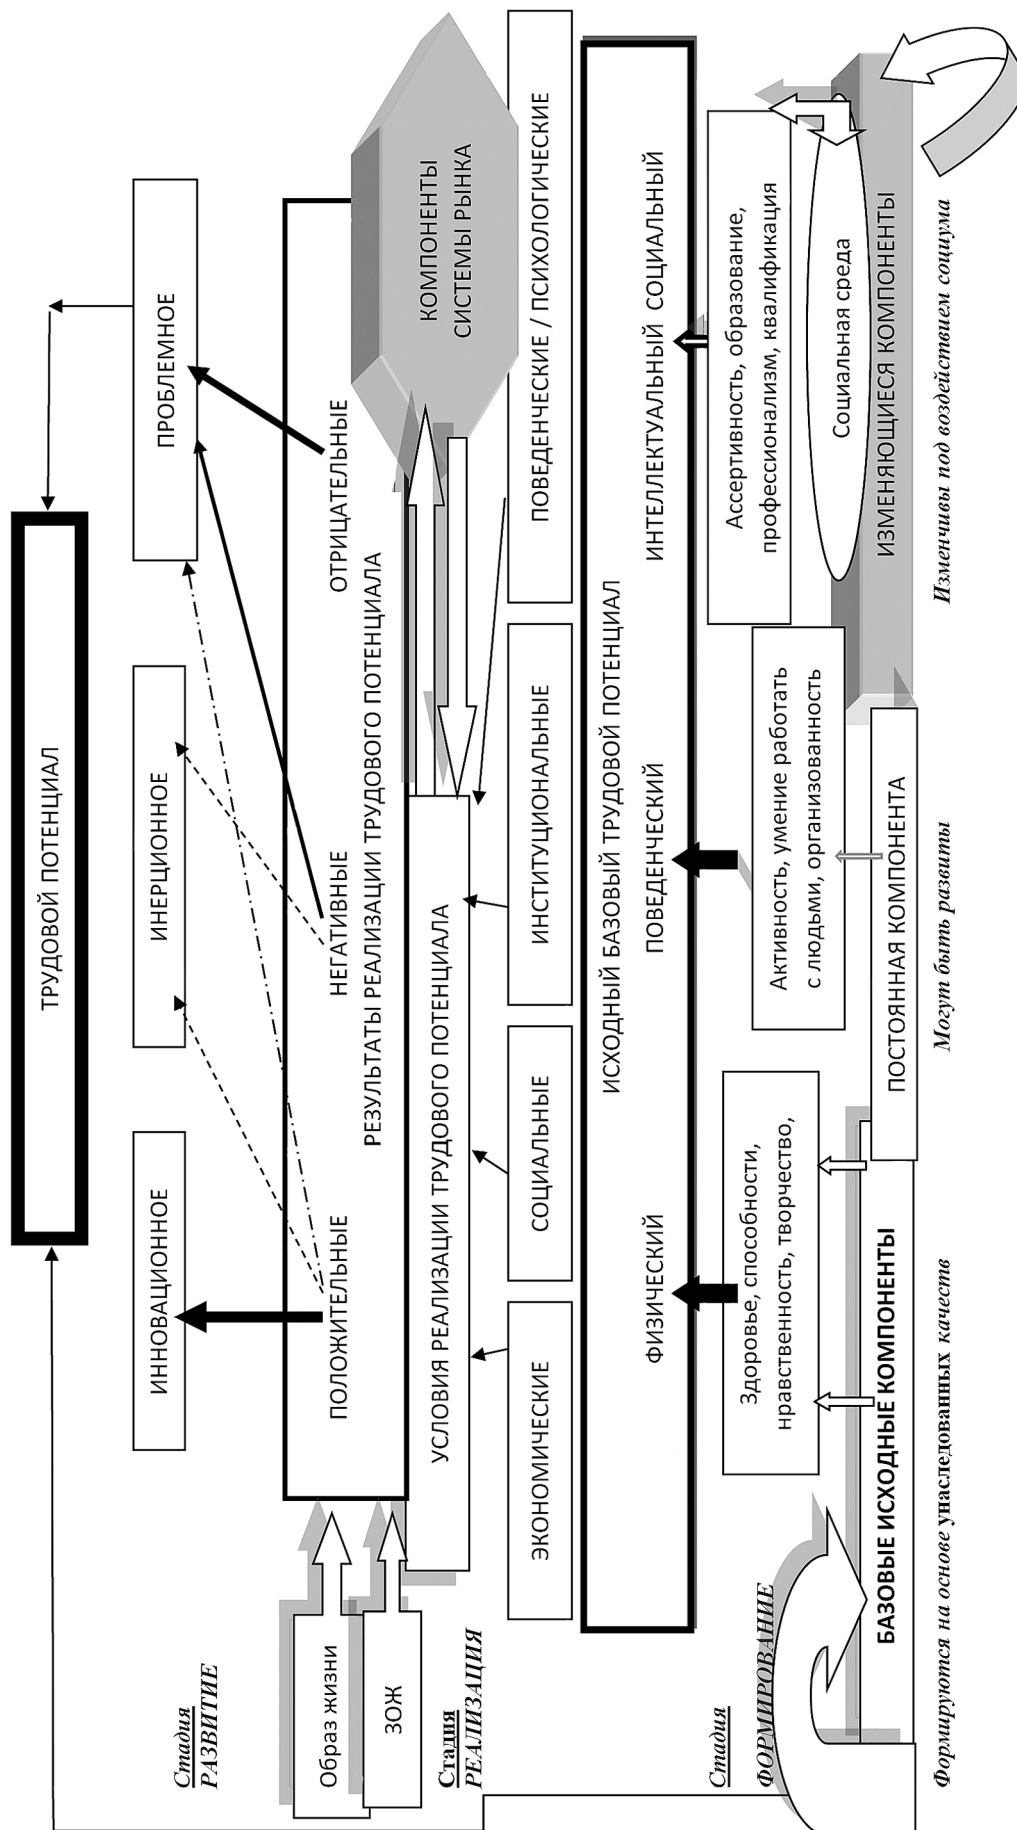 ТРУДОВОЙ ПОТЕНЦИАЛ
Стадия
РАЗВИТИЕ
ИННОВАЦИОННОЕ
ИНЕРЦИОННОЕ
ПРОБЛЕМНОЕ
Образ жизни
ЗОЖ
ПОЛОЖИТЕЛЬНЫЕ
НЕГАТИВНЫЕ
ОТРИЦАТЕЛЬНЫЕ
РЕЗУЛЬТАТЫ РЕАЛИЗАЦИИ ТРУДОВОГО ПОТЕНЦИАЛА
КОМПОНЕНТЫ
СИСТЕМЫ РЫНКА
Стадия
РЕАЛИЗАЦИЯ
УСЛОВИЯ РЕАЛИЗАЦИИ ТРУДОВОГО ПОТЕНЦИАЛА
ЭКОНОМИЧЕСКИЕ
СОЦИАЛЬНЫЕ
ИНСТИТУЦИОНАЛЬНЫЕ
ПОВЕДЕНЧЕСКИЕ / ПСИХОЛОГИЧЕСКИЕ
ИСХОДНЫЙ БАЗОВЫЙ ТРУДОВОЙ ПОТЕНЦИАЛ
ФИЗИЧЕСКИЙ
ПОВЕДЕНЧЕСКИЙ
ИНТЕЛЛЕКТУАЛЬНЫЙ СОЦИАЛЬНЫЙ
Стадия
ФОРМИРОВАНИЕ
Здоровье, способности,
нравственность, творчество,
Активность, умение работать
с людьми, организованность
Ассертивность, образование,
профессионализм, квалификация
Социальная среда
БАЗОВЫЕ ИСХОДНЫЕ КОМПОНЕНТЫ
ПОСТОЯННАЯ КОМПОНЕНТА
ИЗМЕНЯЮЩИЕСЯ КОМПОНЕНТЫ
Формируются на основе унаследованных качеств
Могут быть развиты
Изменчивы под воздействием социума